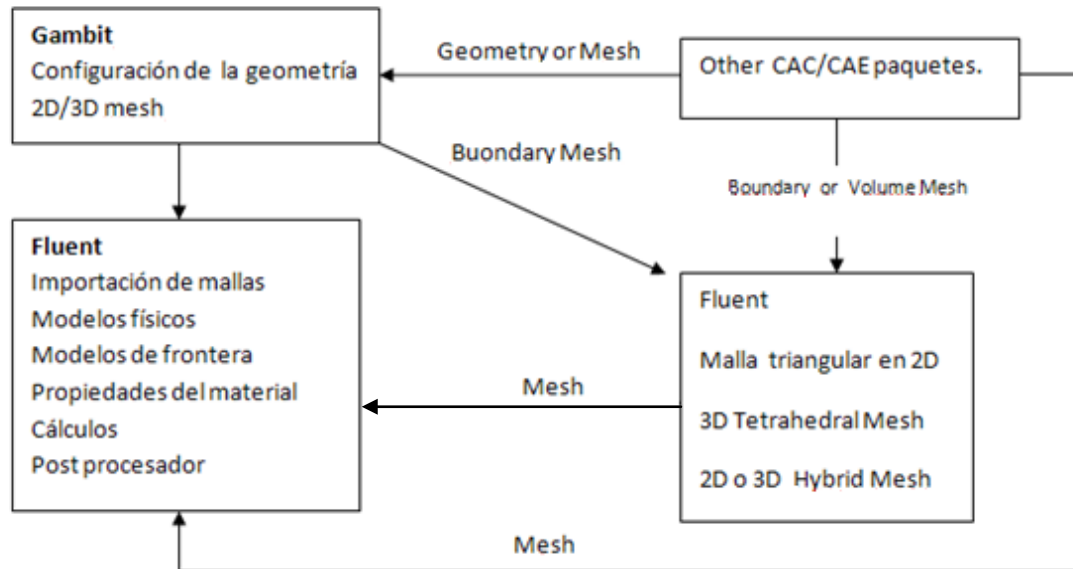 Gambit
Configuración de la geometría
2D/3D mesh
Geometry or Mesh
Other CAC/CAE paquetes.
Buondary Mesh
Boundary or Volume Mesh
Fluent
Importación de mallas
Modelos físicos
Modelos de frontera
Propiedades del material
Cálculos
Post procesador
Mesh
Fluent
Malla triangular en 2D
3D Tetrahedral Mesh
2D o 3D Hybrid Mesh
Mesh